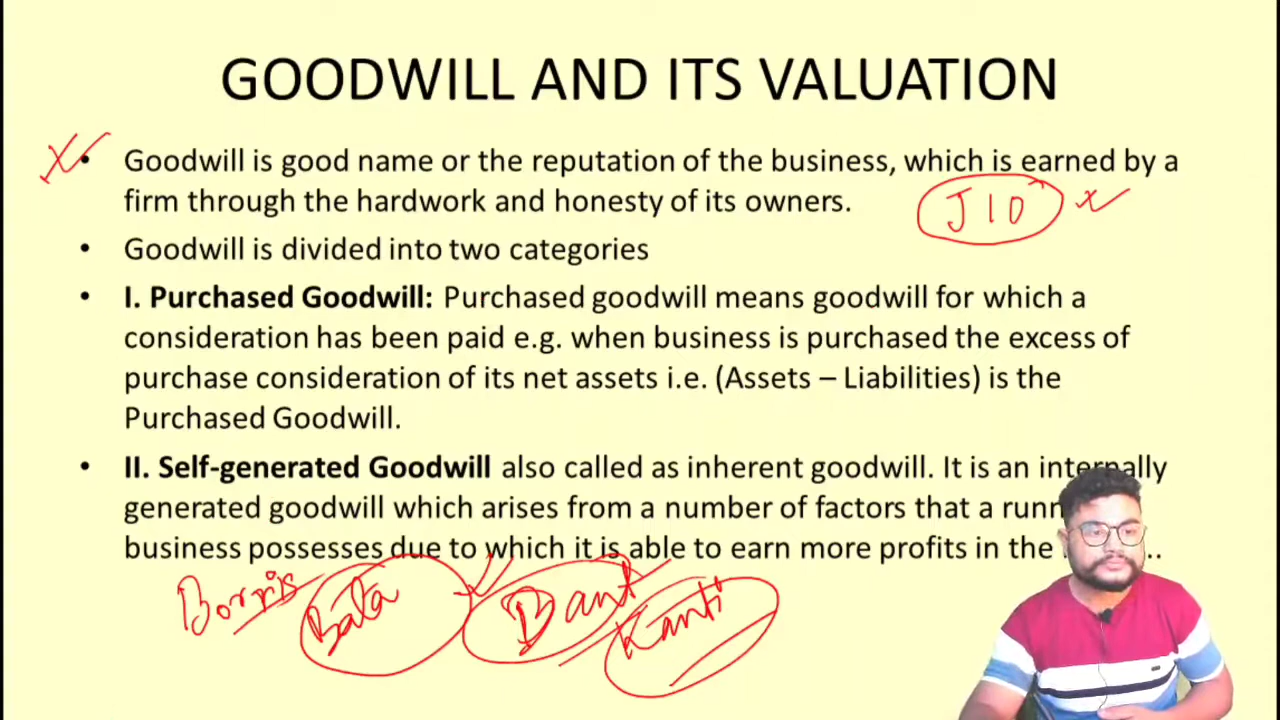 GOODWILL AND ITS VALUATION
• Goodwill is good name or the reputation of the business, which is earned by a
firm through the hardwork and honesty of its owners.
JIO
• Goodwill is divided into two categories
• I. Purchased Goodwill: Purchased goodwill means goodwill for which a
consideration has been paid e.g. when business is purchased the excess of
purchase consideration of its net assets i.e. (Assets – Liabilities) is the
Purchased Goodwill.
• II. Self-generated Goodwill also called as inherent goodwill. It is an internally
generated goodwill which arises from a number of factors that a
business possesses due to which it is able to earn more profits in the
Bata Kanti